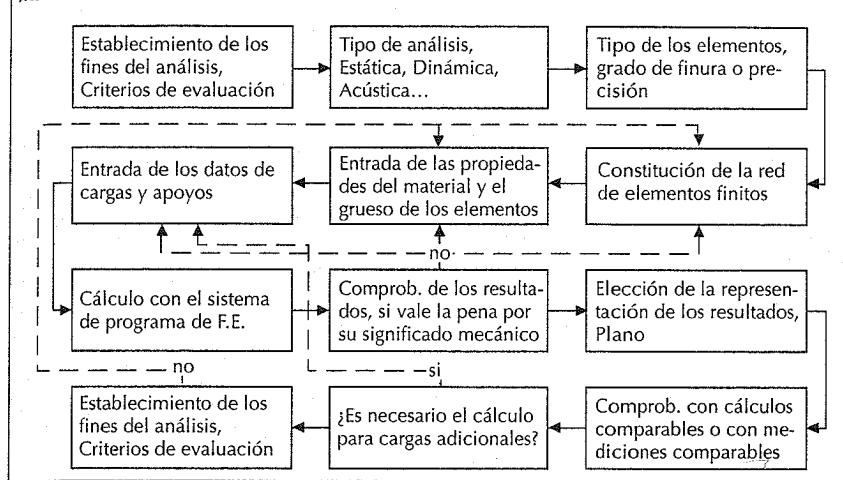 Establecimiento de los
fines del análisis,
Criterios de evaluación
Tipo de análisis,
Estática, Dinámica,
Acústica...
Tipo de los elementos,
grado de finura o pre-
cisión
Entrada de los datos de
cargas y apoyos
Entrada de las propieda-
des del material y el
grueso de los elementos
Constitución de la red
de elementos finitos
no
Cálculo con el sistema
de programa de F.E.
Comprob. de los resulta-
dos, si vale la pena por
su significado mecánico
Elección de la represen-
tación de los resultados,
Plano
no
si
Establecimiento de los
fines del análisis,
Criterios de evaluación
¿Es necesario el cálculo
para cargas adicionales?
Comprob. con cálculos
comparables o con me-
diciones comparables